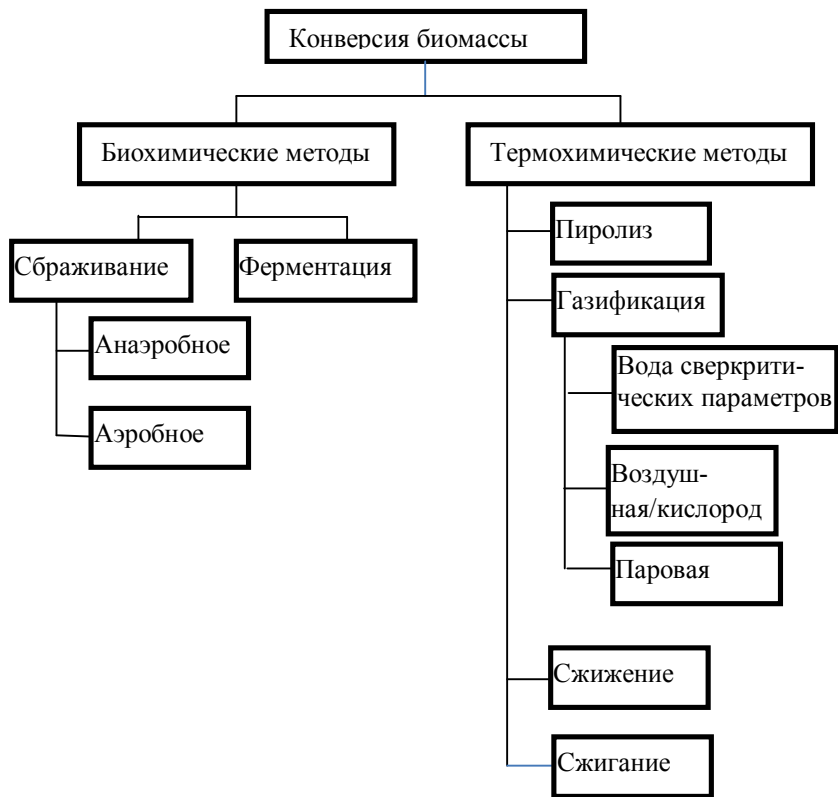 Конверсия биомассы
Биохимические методы
Термохимические методы
Сбраживание
Ферментация
Анаэробное
Аэробное
Пиролиз
Газификация
Вода сверкрити-
ческих параметров
Воздуш-
ная/кислород
Паровая
Сжижение
Сжигание